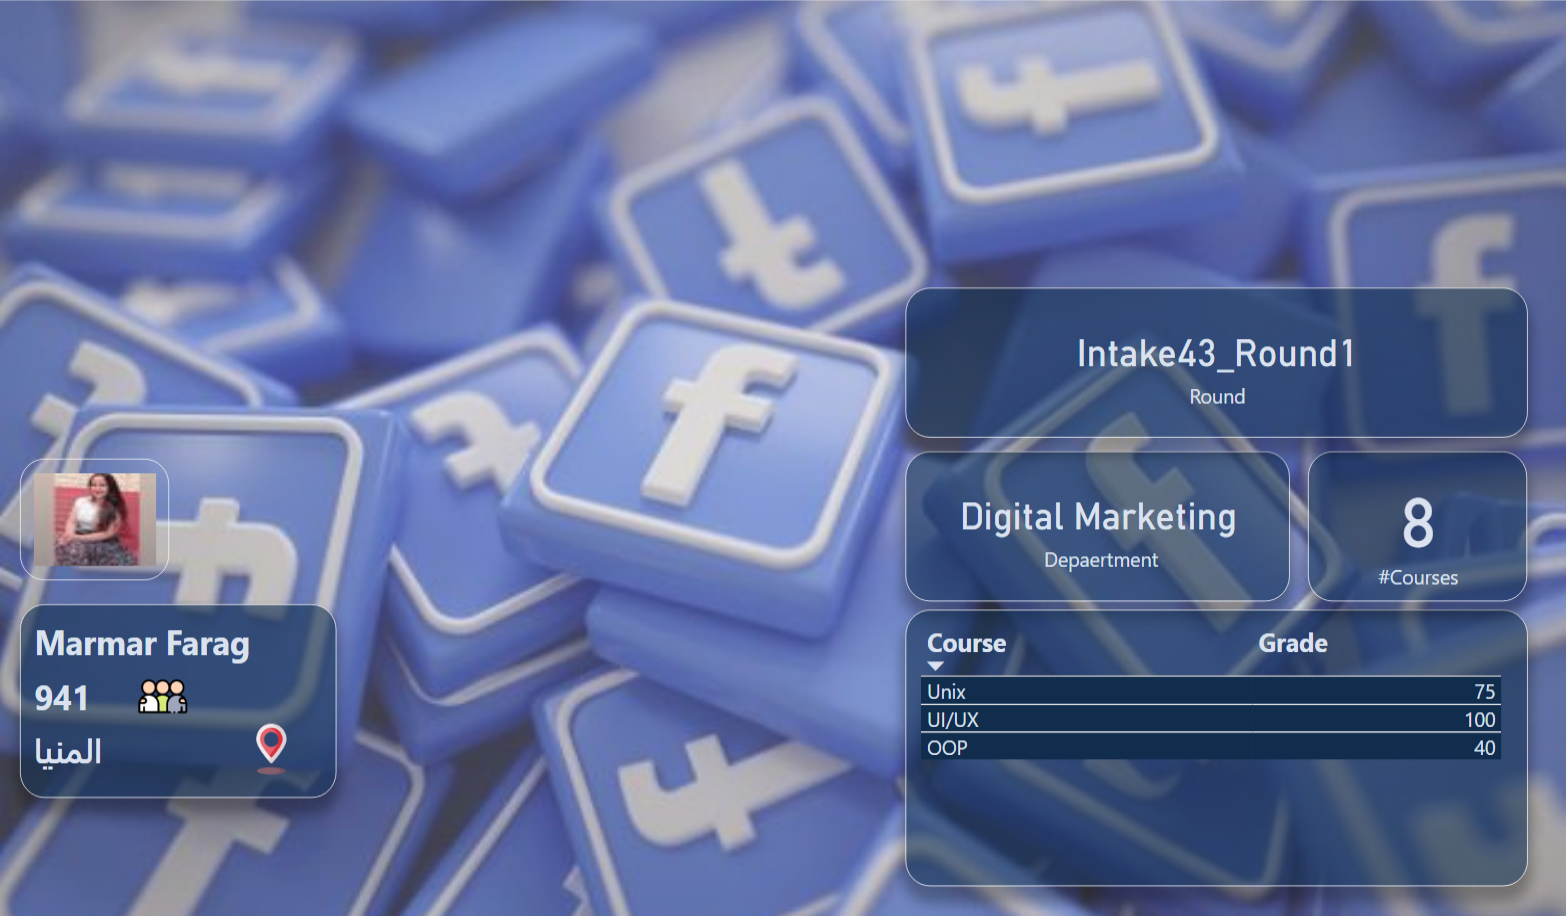 Marmar Farag
941
المنيا
Intake43_Round1
Round
Digital Marketing
Depaertment
8
#Courses
Course Grade
Unix 75
UI/UX 100
OOP 40